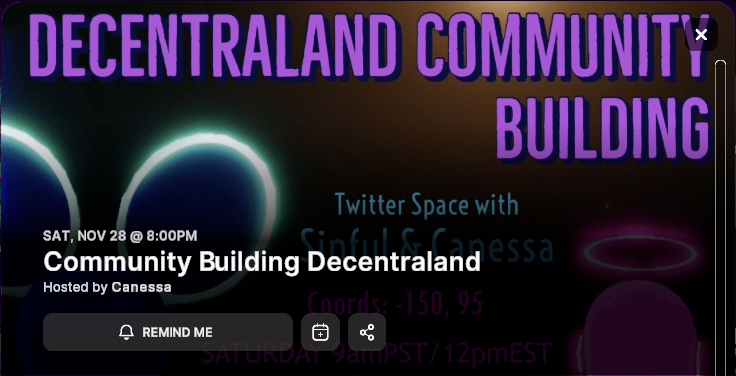 DECENTRALAND COMMUNITY
BUILDING
Twitter Space with
Sinful & Canessa
SAT, NOV 28 @ 8:00PM
Community Building Decentraland
Hosted by Canessa
Coords: -150, 95
REMIND ME
SATURDAY 9amPST/12pmEST